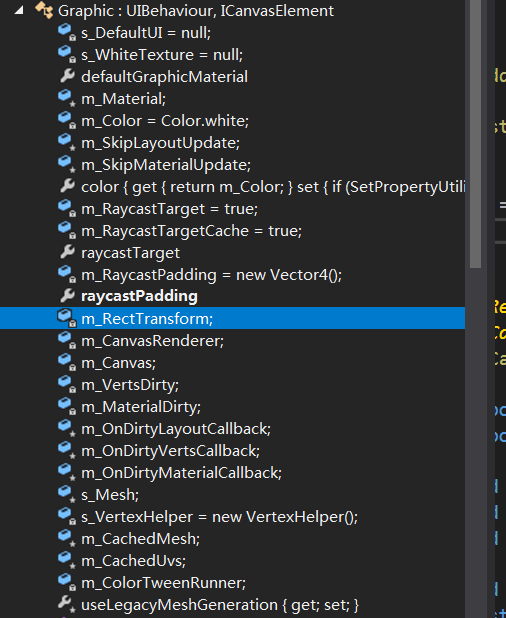 Graphic : UIBehaviour, ICanvasElement
s_DefaultUI = null;
s_WhiteTexture = null;
defaultGraphicMaterial
m_Material;
m_Color = Color.white;
m_SkipLayoutUpdate;
m_SkipMaterialUpdate;
color { get { return m_Color; } set { if (SetPropertyUtili
m_RaycastTarget = true;
m_RaycastTargetCache = true;
raycastTarget
m_RaycastPadding = new Vector4();
raycastPadding
m_RectTransform;
m_CanvasRenderer;
m_Canvas;
m_VertsDirty;
m_MaterialDirty;
m_OnDirtyLayoutCallback;
m_OnDirtyVertsCallback;
m_OnDirtyMaterialCallback;
s_Mesh;
s_VertexHelper = new VertexHelper();
m_CachedMesh;
m_CachedUvs;
m_ColorTweenRunner;
useLegacyMeshGeneration { get; set; }